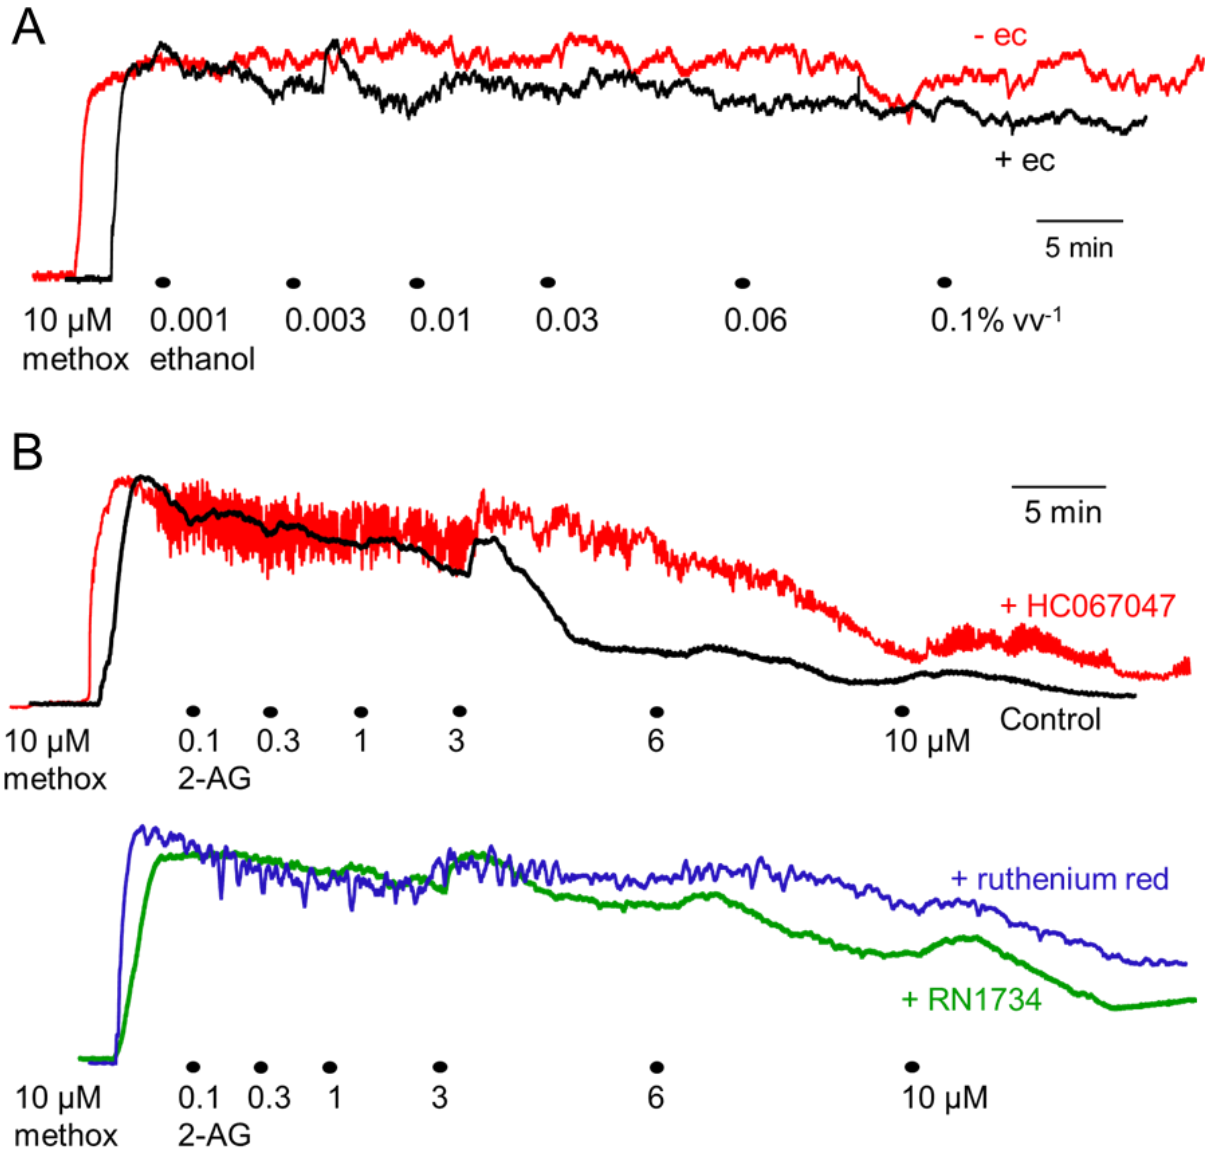 A
- ec
+ ec
5 min
10 µM 0.001 0.003 0.01 0.03 0.06 0.1% vv⁻¹
methox ethanol
B
5 min
+ HC067047
Control
10 µM 0.1 0.3 1 3 6 10 µM
methox 2-AG
+ ruthenium red
+ RN1734
10 µM 0.1 0.3 1 3 6 10 µM
methox 2-AG